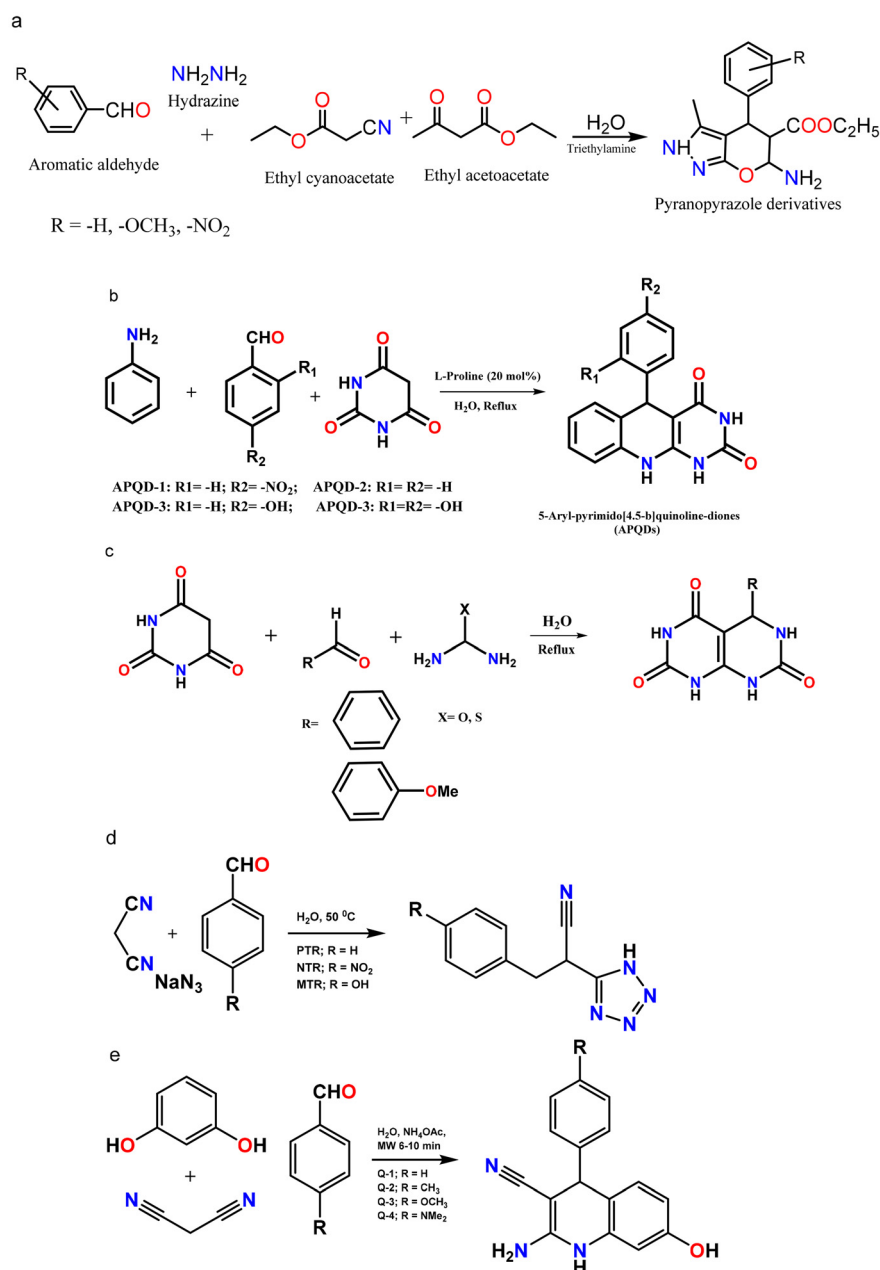 a
R
CHO
Aromatic aldehyde
NH2NH2
Hydrazine
+
O
O
CN
Ethyl cyanoacetate
+
O
O
O
Ethyl acetoacetate
H2O
Triethylamine
R
COOC2H5
NH
N
O
NH2
Pyranopyrazole derivatives
R = -H, -OCH3, -NO2
b
NH2
+
CHO
R1
R2
+
O
HN
O
N
H
O
L-Proline (20 mol%)
H2O, Reflux
R2
R1
O
NH
N
H
N
H
O
APQD-1: R1= -H; R2= -NO2; APQD-2: R1= R2= -H
APQD-3: R1= -H; R2= -OH; APQD-3: R1=R2= -OH
5-Aryl-pyrimido[4.5-b]quinoline-diones
(APQDs)
c
O
HN
O
N
H
O
+
H
R
O
+
X
H2N
NH2
H2O
Reflux
O
R
HN
NH
O
N
H
N
H
O
R=
OMe
X= O, S
d
CN
CN
NaN3
+
CHO
R
H2O, 50 0C
PTR; R = H
NTR; R = NO2
MTR; R = OH
R
N
H
N
N
N
N
e
HO
OH
+
N
N
CHO
R
H2O, NH4OAc,
MW 6-10 min
Q-1; R = H
Q-2; R = CH3
Q-3; R = OCH3
Q-4; R = NMe2
R
N
H2N
N
H
OH